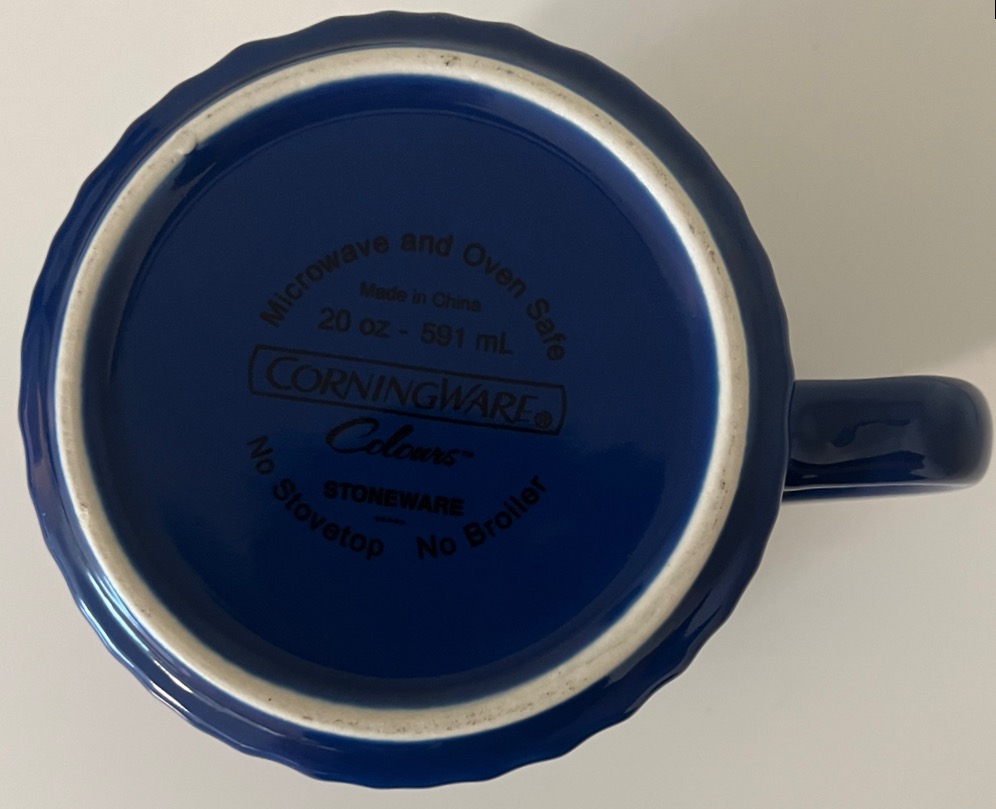 Microwave and Oven Safe
Made in China
20 oz - 591 mL
CORNINGWARE®
Colours™
STONEWARE
No Stovetop No Broiler